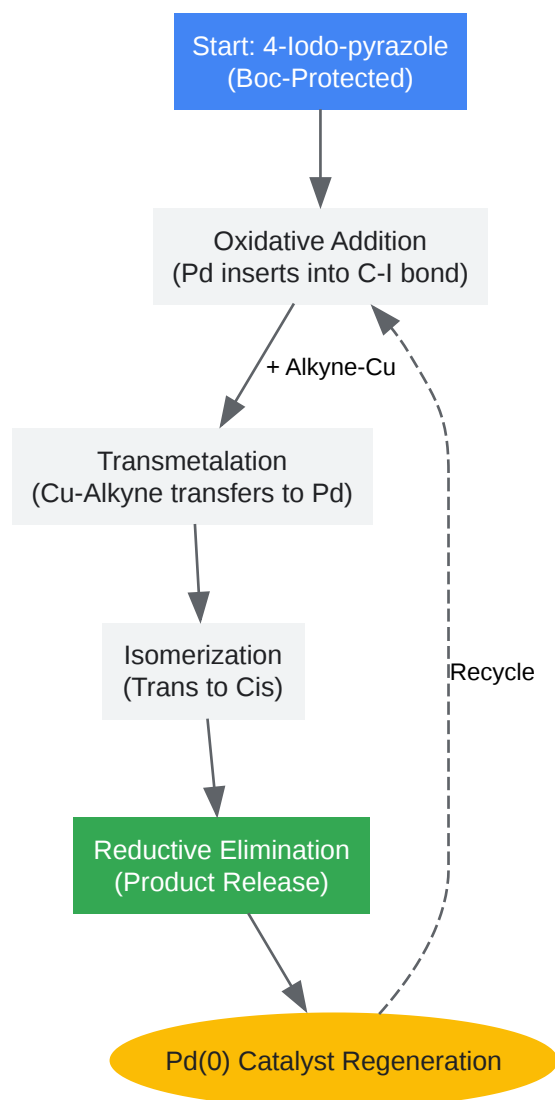 Start: 4-Iodo-pyrazole
(Boc-Protected)
Oxidative Addition
(Pd inserts into C-I bond)
+ Alkyne-Cu
Transmetalation
(Cu-Alkyne transfers to Pd)
Isomerization
(Trans to Cis)
Recycle
Reductive Elimination
(Product Release)
Pd(0) Catalyst Regeneration